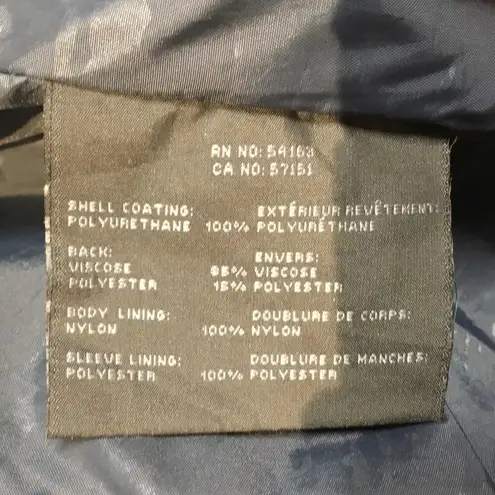 RN NO: 54163
CA NO: 57151
SHELL COATING: EXTÉRIEUR REVÊTEMENT:
POLYURETHANE 100% POLYURÉTHANE
BACK: ENVERS:
VISCOSE 85% VISCOSE
POLYESTER 15% POLYESTER
BODY LINING: DOUBLURE DE CORPS:
NYLON 100% NYLON
SLEEVE LINING: DOUBLURE DE MANCHES:
POLYESTER 100% POLYESTER